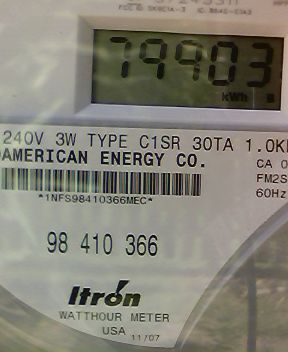 79903
kWh
240V 3W TYPE C1SR 30TA 1.0K
AMERICAN ENERGY CO.
CA 0
FM2S
60Hz
*1NFS98410366MEC*
98 410 366
Itron
WATTHOUR METER
USA 11/07